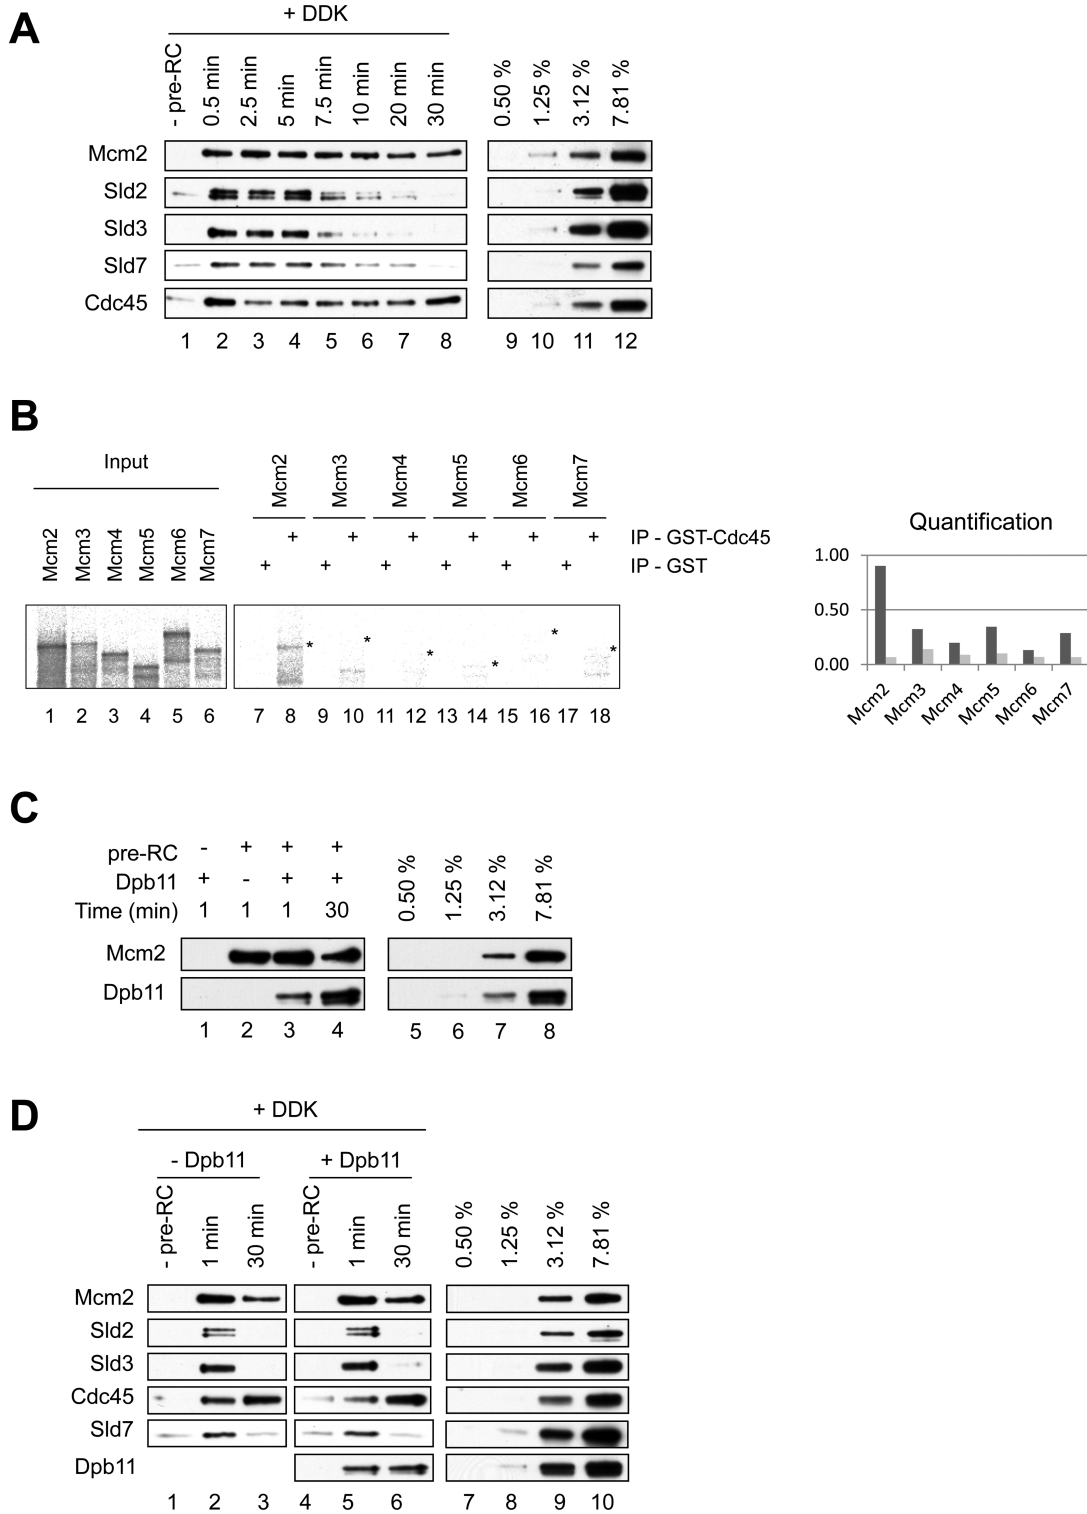 A
+ DDK
- pre-RC 0.5 min 2.5 min 5 min 7.5 min 10 min 20 min 30 min 0.50 % 1.25 % 3.12 % 7.81 %
Mcm2
Sld2
Sld3
Sld7
Cdc45
1 2 3 4 5 6 7 8 9 10 11 12
B
Input
Mcm2 Mcm3 Mcm4 Mcm5 Mcm6 Mcm7
Mcm2 Mcm3 Mcm4 Mcm5 Mcm6 Mcm7
+ + + + + + IP - GST-Cdc45
+ + + + + + IP - GST
* * * * * *
1 2 3 4 5 6 7 8 9 10 11 12 13 14 15 16 17 18
Quantification
1.00
0.50
0.00
Mcm2 Mcm3 Mcm4 Mcm5 Mcm6 Mcm7
C
pre-RC - + + +
Dpb11 + - + +
Time (min) 1 1 1 30
0.50 % 1.25 % 3.12 % 7.81 %
Mcm2
Dpb11
1 2 3 4 5 6 7 8
D
+ DDK
- Dpb11 + Dpb11
- pre-RC 1 min 30 min - pre-RC 1 min 30 min 0.50 % 1.25 % 3.12 % 7.81 %
Mcm2
Sld2
Sld3
Cdc45
Sld7
Dpb11
1 2 3 4 5 6 7 8 9 10